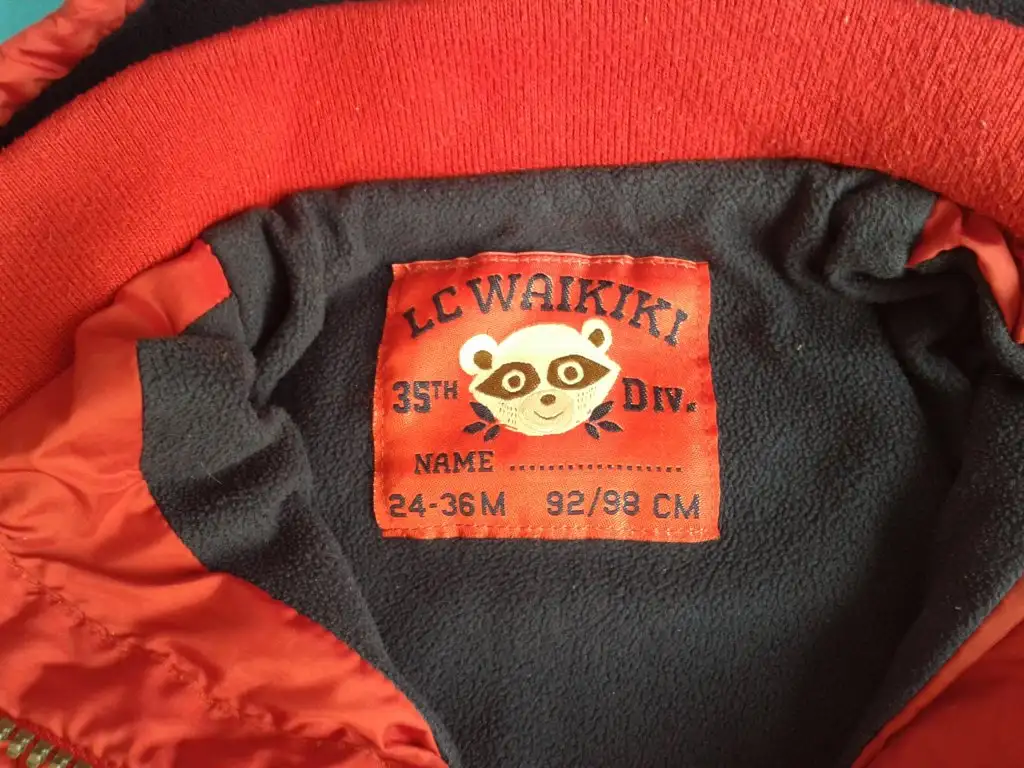 LC WAIKIKI
35TH DIV.
NAME ....................
24-36M 92/98 CM